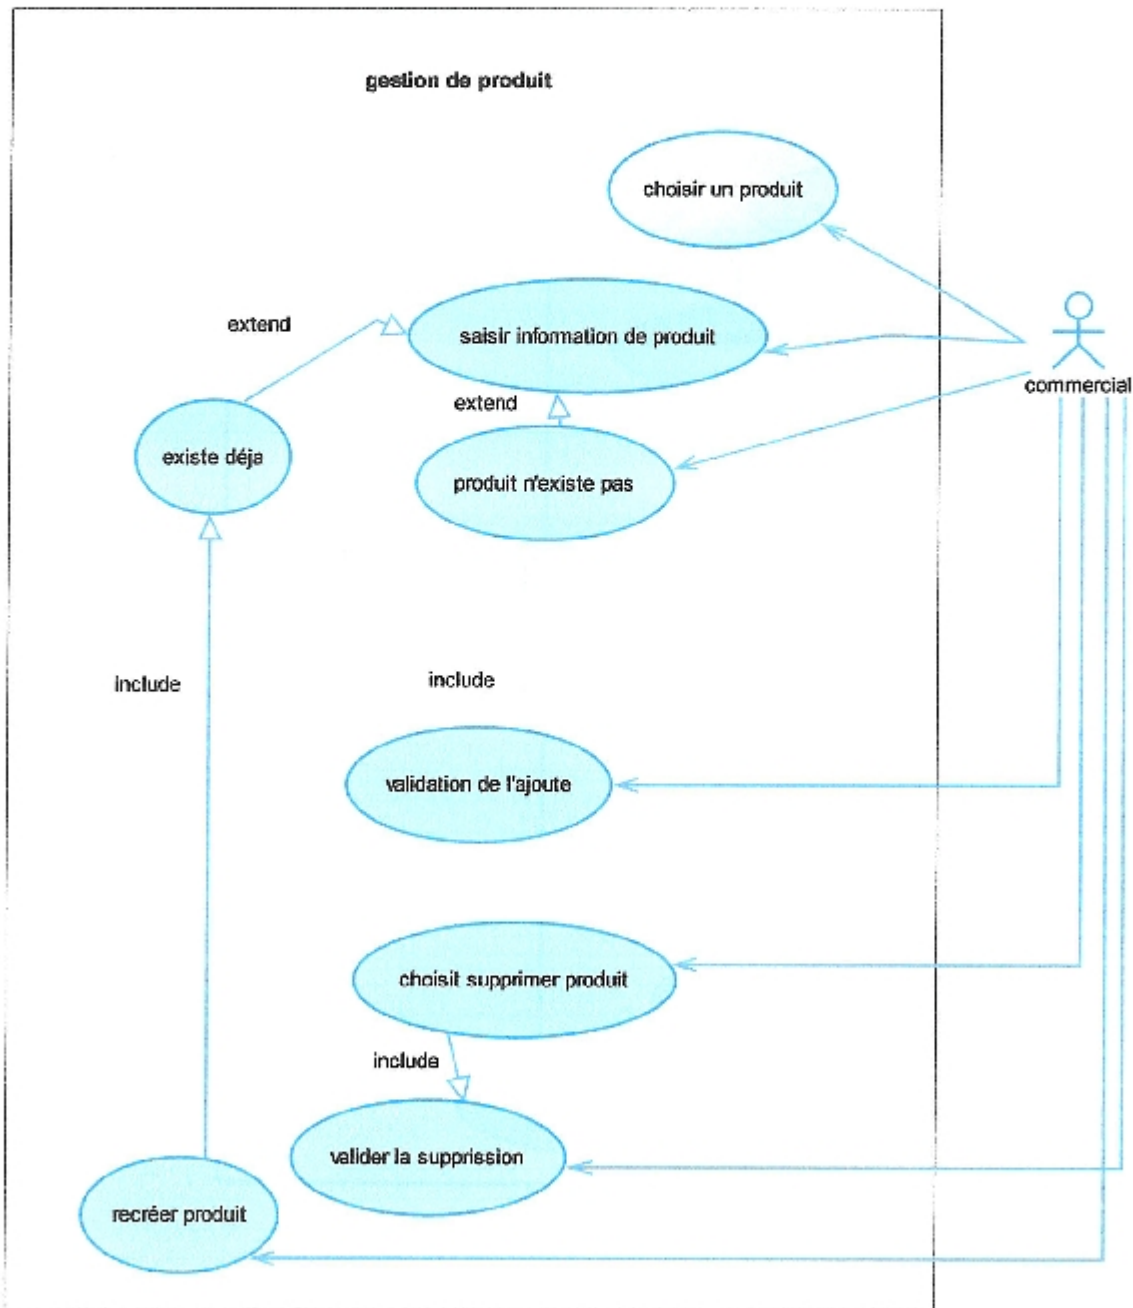 gestion de produit
choisir un produit
extend
saisir information de produit
commercial
extend
existe déja
produit n'existe pas
include
include
validation de l'ajoute
choisit supprimer produit
include
valider la supprission
recréer produit